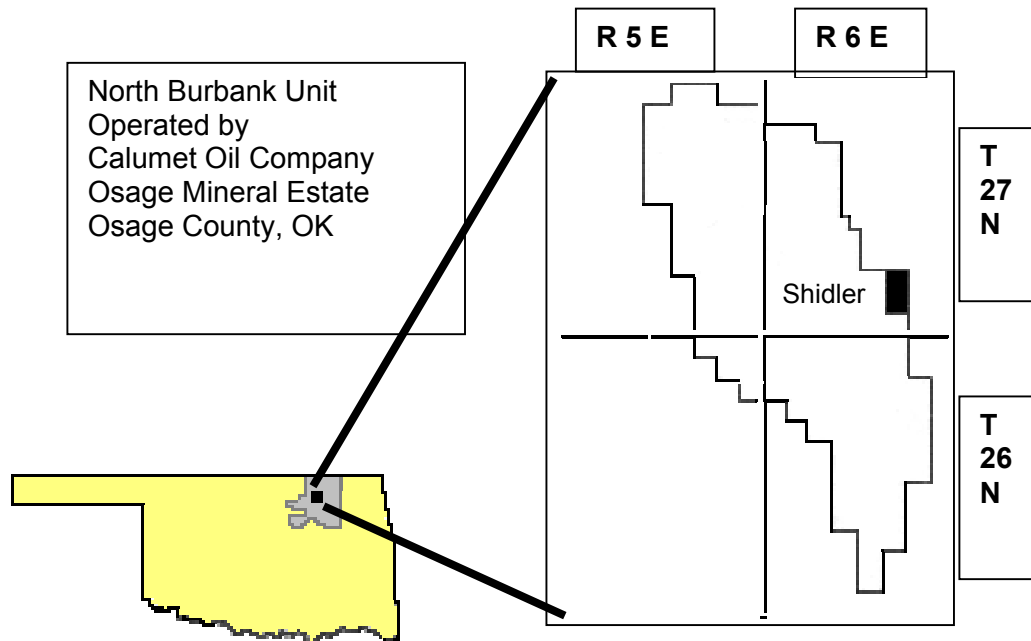 North Burbank Unit
Operated by
Calumet Oil Company
Osage Mineral Estate
Osage County, OK
R 5 E
R 6 E
T
27
N
Shidler
T
26
N